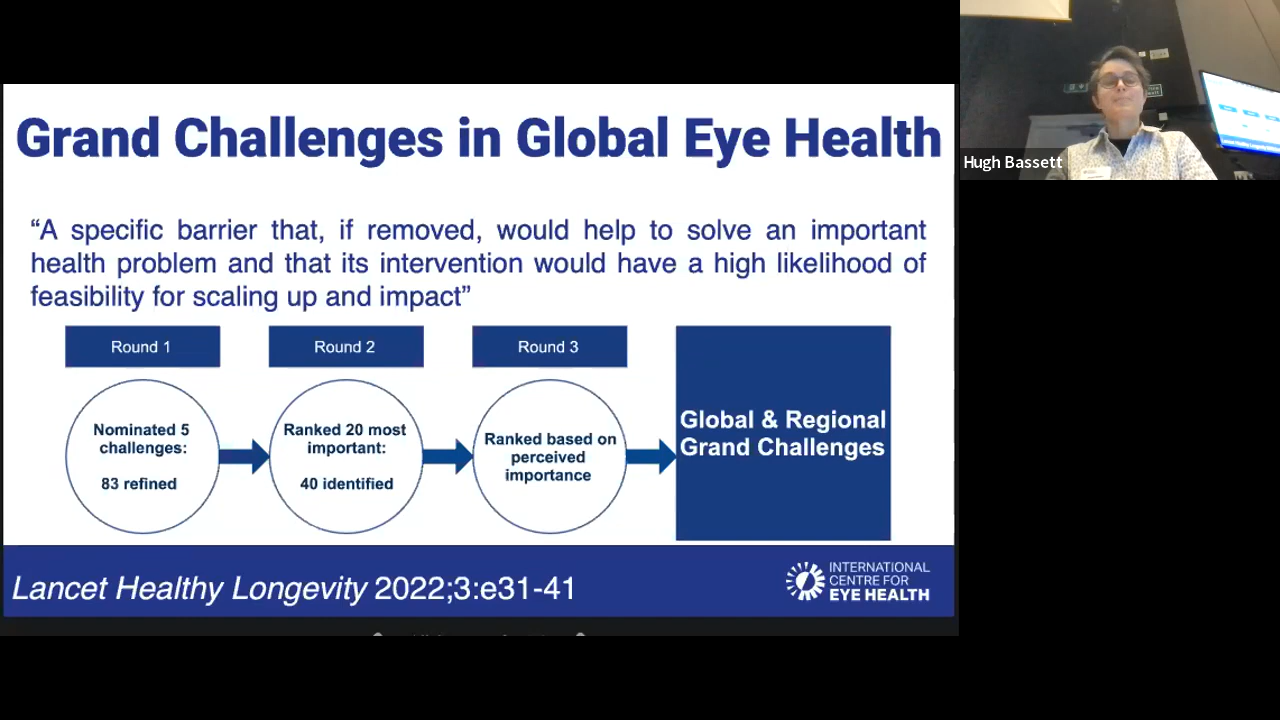 Grand Challenges in Global Eye Health
“A specific barrier that, if removed, would help to solve an important
health problem and that its intervention would have a high likelihood of
feasibility for scaling up and impact”
Round 1
Round 2
Round 3
Nominated 5
challenges:
83 refined
Ranked 20 most
important:
40 identified
Ranked based on
perceived
importance
Global & Regional
Grand Challenges
Lancet Healthy Longevity 2022;3:e31-41
INTERNATIONAL
CENTRE FOR
EYE HEALTH
Hugh Bassett